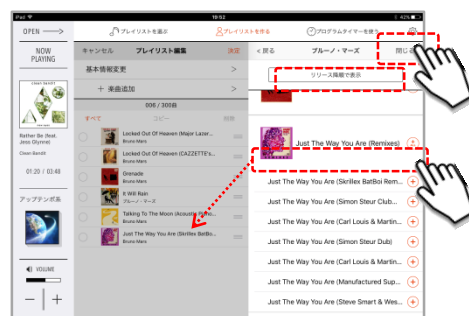 iPad
19:52
42%
OPEN
プレイリストを選ぶ
プレイリストを作る
プログラムタイマーを使う
NOW
PLAYING
CLEAN BANDIT
Rather Be (feat.
Jess Glynne)
Clean Bandit
01:20 / 03:48
アップテンポ系
VOLUME
キャンセル プレイリスト編集 決定
基本情報変更 >
+ 楽曲追加 >
006 / 300曲
すべて コピー 削除
Locked Out Of Heaven (Major Lazer...
Bruno Mars
Locked Out Of Heaven (CAZZETTE's...
Bruno Mars
Grenade
Bruno Mars
It Will Rain
ブルーノ・マーズ
Talking To The Moon (Acoustic
Bruno Mars
Just The Way You Are (Skrillex BatBo...
Bruno Mars
< 戻る ブルーノ・マーズ 閉じる
リリース降順で表示
Just The Way You Are (Remixes)
Just The Way You Are (Skrillex BatBoi Rem...
Just The Way You Are (Simon Steur Club...
Just The Way You Are (Carl Louis & Martin...
Just The Way You Are (Simon Steur Dub)
Just The Way You Are (Carl Louis & Martin...
Just The Way You Are (Manufactured Sup...
Just The Way You Are (Steve Smart & Wes...